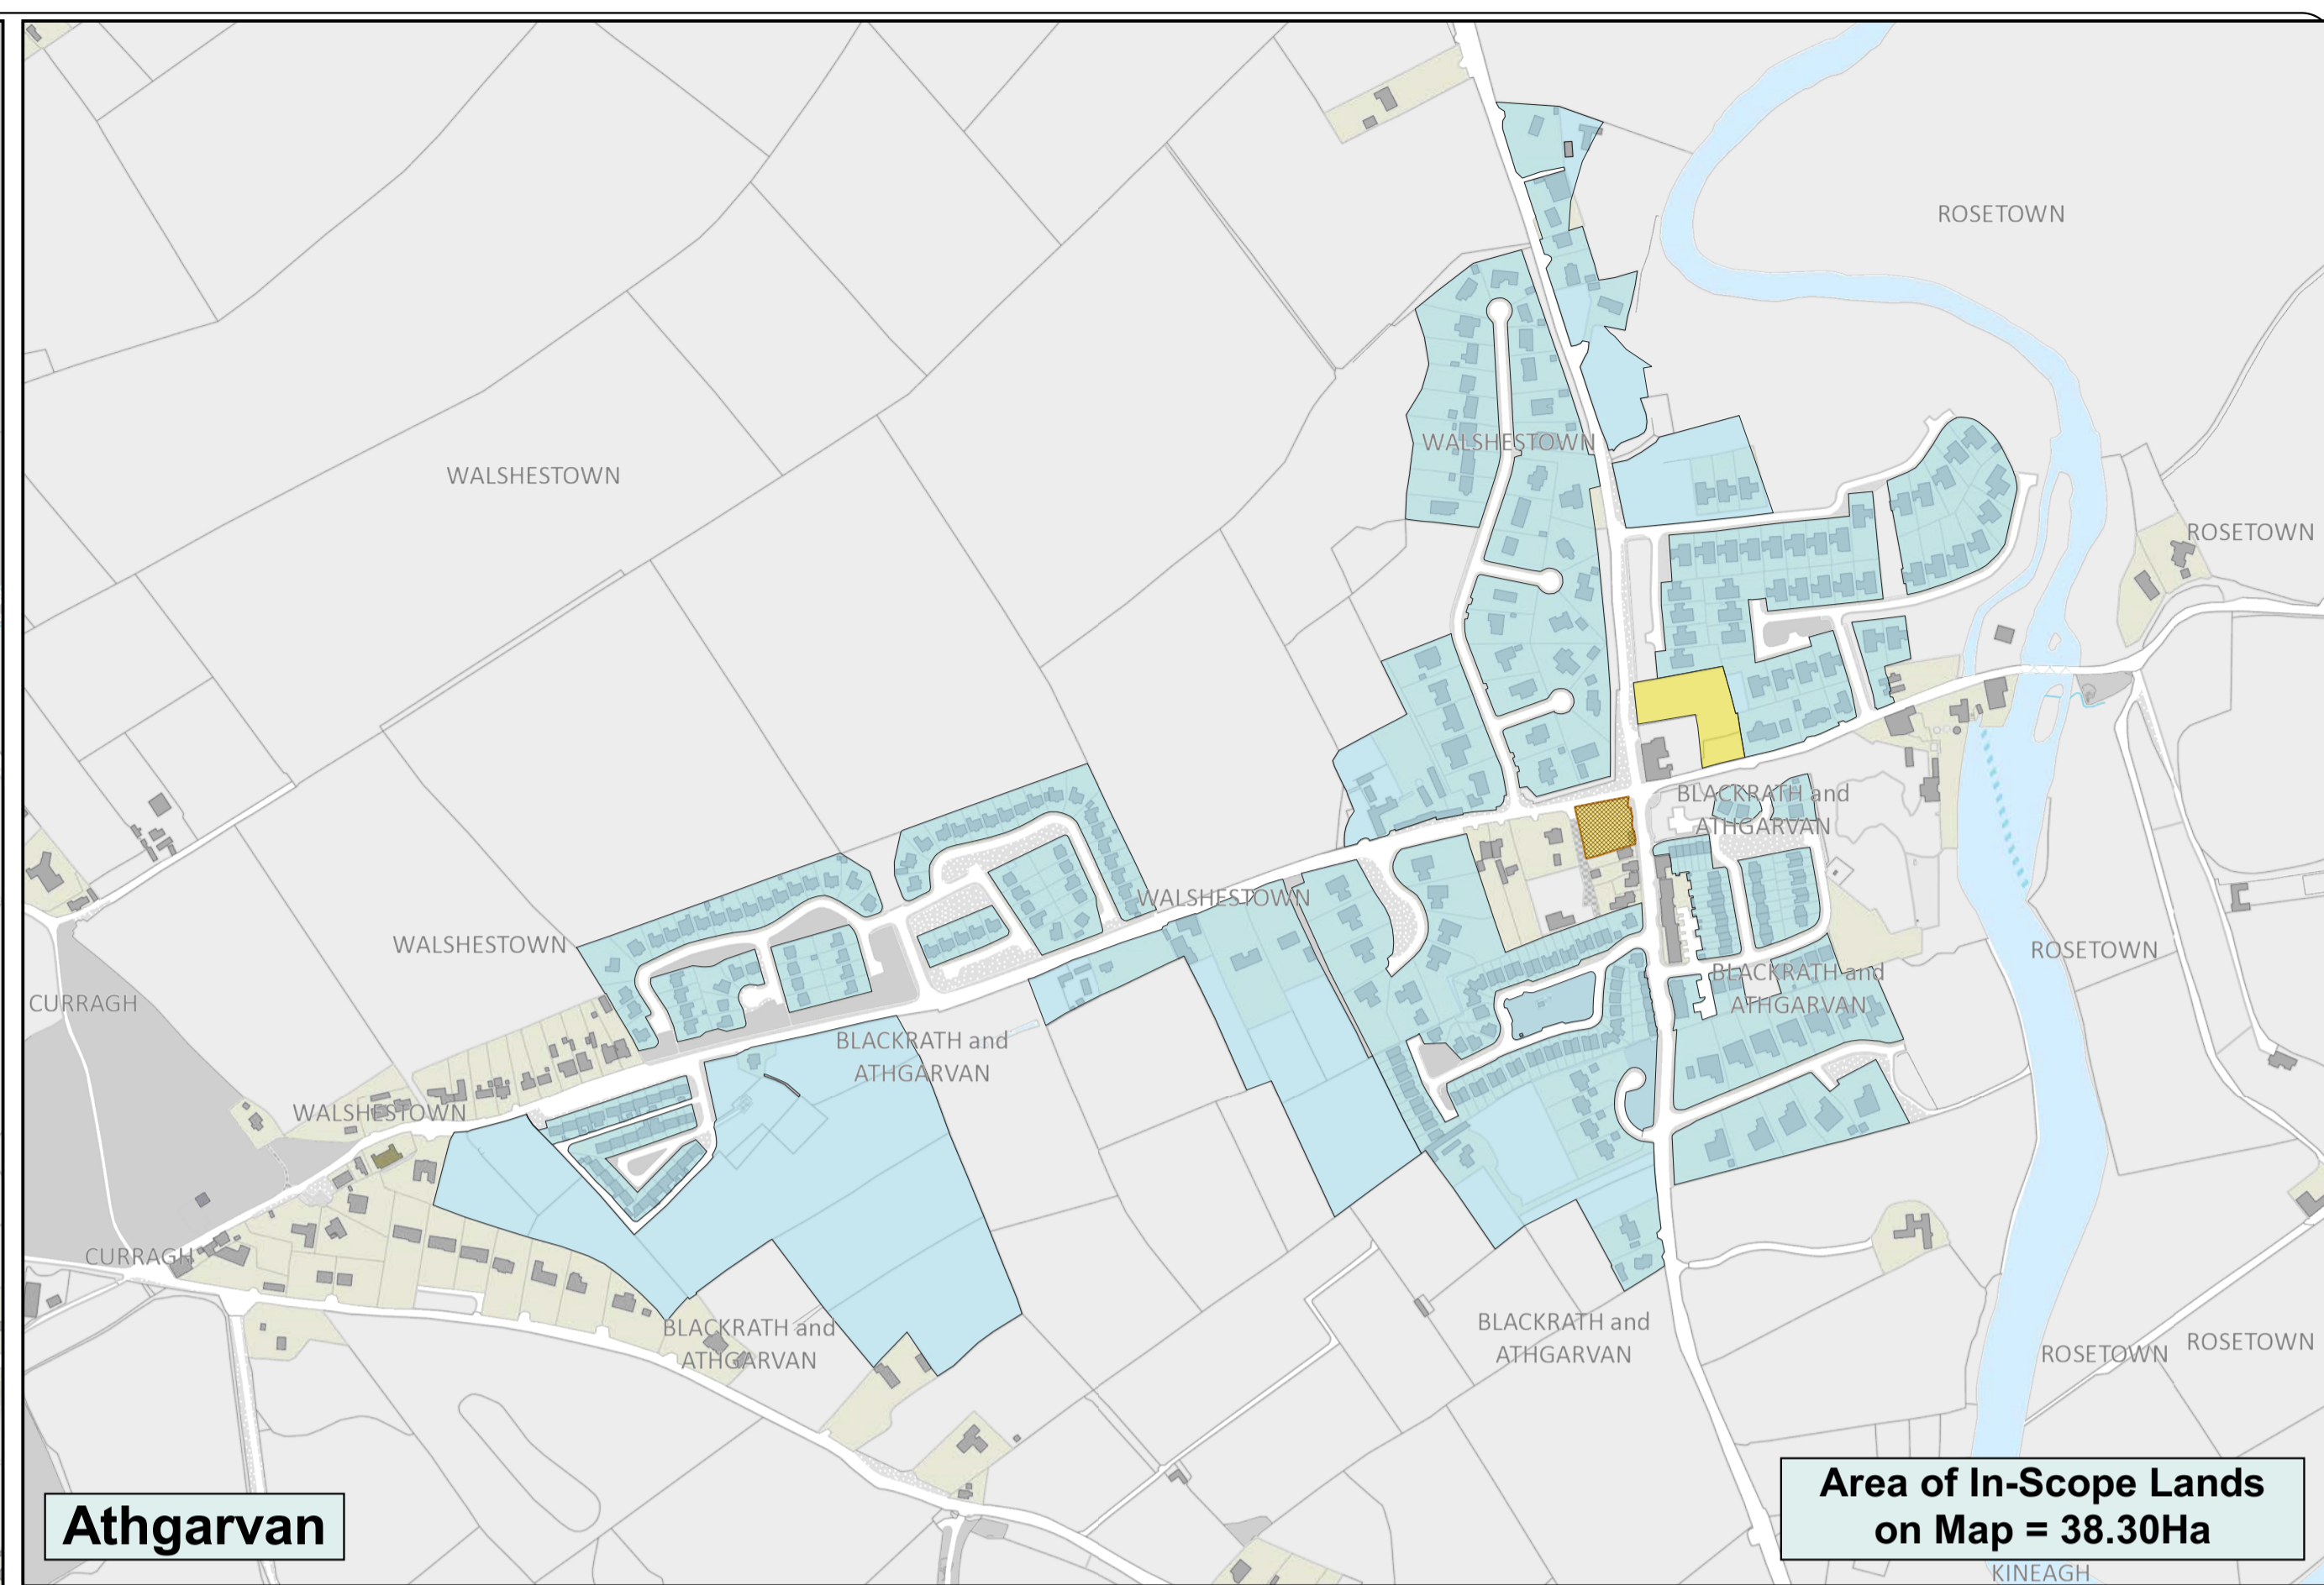 ROSETOWN
WALSHESTOWN
WALSHESTOWN
ROSETOWN
BLACKRATH and
ATHGARVAN
WALSHESTOWN
WALSHESTOWN
ROSETOWN
BLACKRATH and
ATHGARVAN
CURRAGH
BLACKRATH and
ATHGARVAN
WALSHESTOWN
CURRAGH
BLACKRATH and
ATHGARVAN
BLACKRATH and
ATHGARVAN
ROSETOWN
ROSETOWN
Athgarvan
Area of In-Scope Lands
on Map = 38.30Ha
KINEAGH